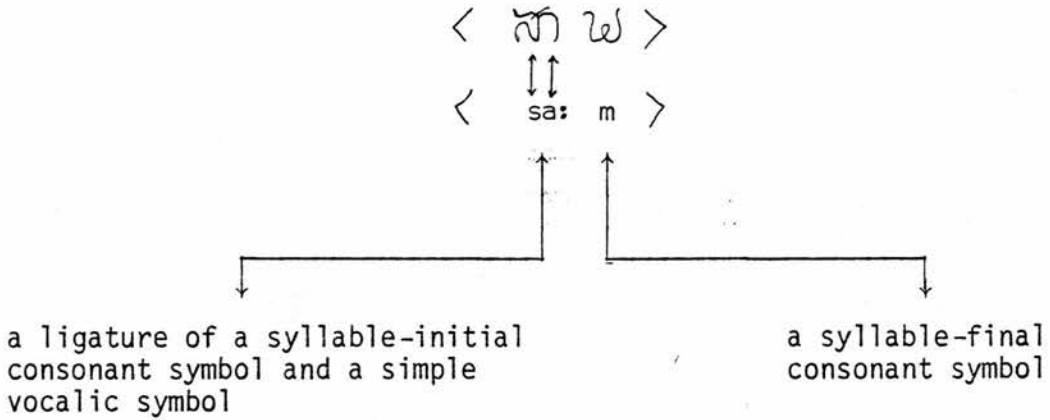 < sa: m >
a ligature of a syllable-initial
consonant symbol and a simple
vocalic symbol
a syllable-final
consonant symbol